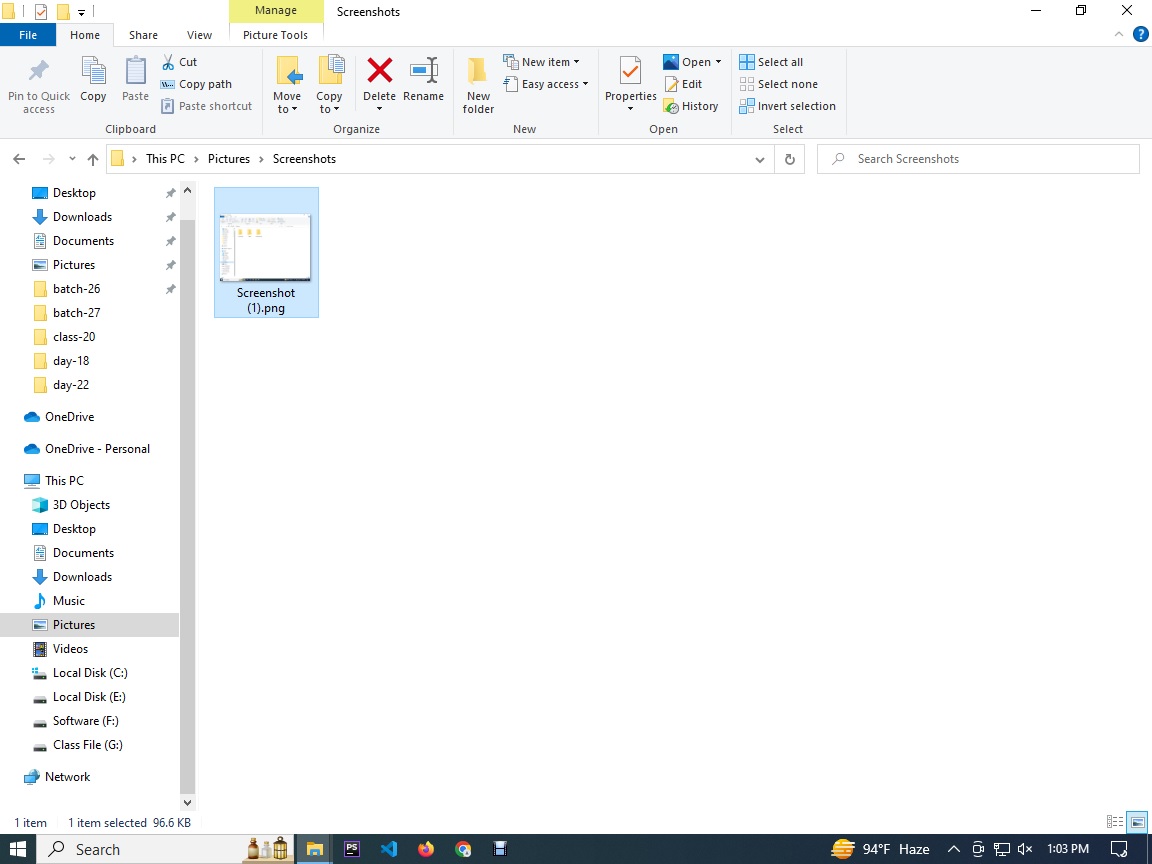 Manage
Screenshots
File
Home
Share
View
Picture Tools
Pin to Quick access
Copy
Paste
Cut
Copy path
Paste shortcut
Clipboard
Move to
Copy to
Delete
Rename
Organize
New folder
New item
Easy access
New
Properties
Open
Edit
History
Open
Select all
Select none
Invert selection
Select
This PC
Pictures
Screenshots
Search Screenshots
Desktop
Downloads
Documents
Pictures
batch-26
batch-27
class-20
day-18
day-22
OneDrive
OneDrive - Personal
This PC
3D Objects
Desktop
Documents
Downloads
Music
Pictures
Videos
Local Disk (C:)
Local Disk (E:)
Software (F:)
Class File (G:)
Network
Screenshot
(1).png
1 item
1 item selected 96.6 KB
Search
PS
94°F Haze
1:03 PM